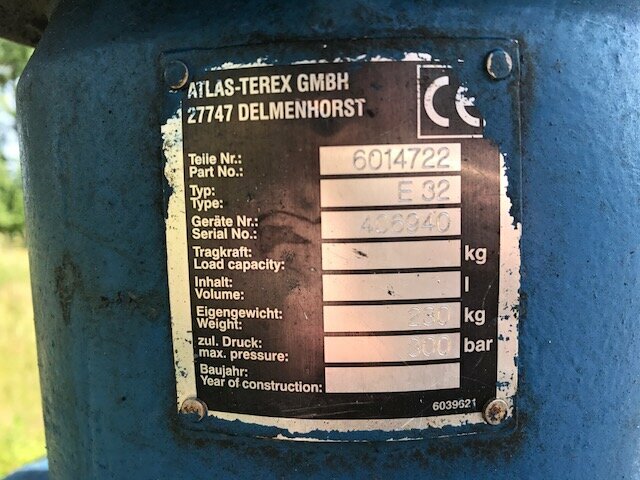 ATLAS-TEREX GMBH
27747 DELMENHORST
CE
Teile Nr.:
Part No.:
6014722
Typ:
Type:
E 32
Geräte Nr.:
Serial No.:
Tragkraft:
Load capacity:
kg
Inhalt:
Volume:
l
Eigengewicht:
Weight:
kg
zul. Druck:
max. pressure:
300 bar
Baujahr:
Year of construction:
6039621